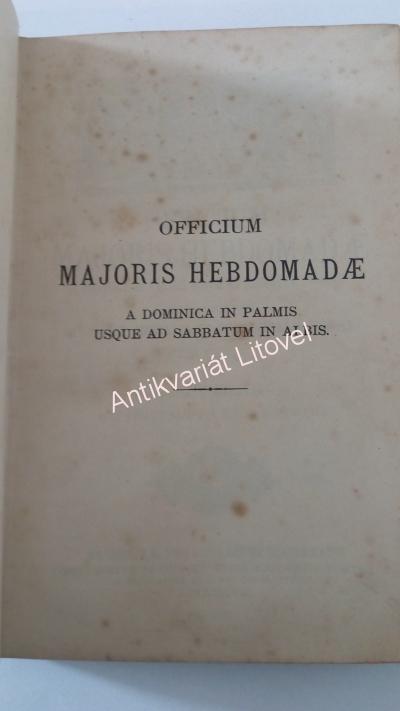 OFFICIUM
MAJORIS HEBDOMADÆ
A DOMINICA IN PALMIS
USQUE AD SABBATUM IN ALBIS.
Antikvariát Litovel